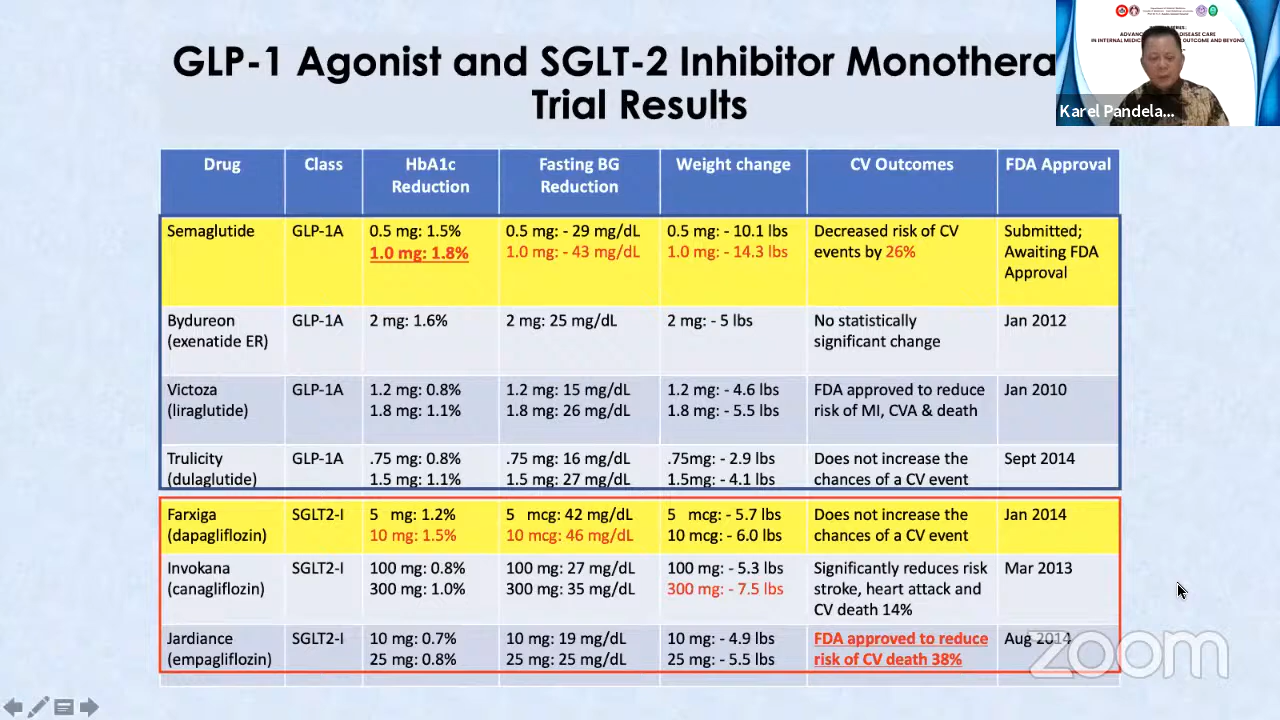 GLP-1 Agonist and SGLT-2 Inhibitor Monothera
Trial Results
ADVANC
DISEASE CARE
IN INTERNAL MEDIC
OUTCOME AND BEYOND
Karel Pandela...
Drug Class HbA1c Reduction Fasting BG Reduction Weight change CV Outcomes FDA Approval
Semaglutide GLP-1A 0.5 mg: 1.5% 0.5 mg: - 29 mg/dL 0.5 mg: - 10.1 lbs Decreased risk of CV Submitted;
1.0 mg: 1.8% 1.0 mg: - 43 mg/dL 1.0 mg: - 14.3 lbs events by 26% Awaiting FDA
Approval
Bydureon GLP-1A 2 mg: 1.6% 2 mg: 25 mg/dL 2 mg: - 5 lbs No statistically Jan 2012
(exenatide ER) significant change
Victoza GLP-1A 1.2 mg: 0.8% 1.2 mg: 15 mg/dL 1.2 mg: - 4.6 lbs FDA approved to reduce Jan 2010
(liraglutide) 1.8 mg: 1.1% 1.8 mg: 26 mg/dL 1.8 mg: - 5.5 lbs risk of MI, CVA & death
Trulicity GLP-1A .75 mg: 0.8% .75 mg: 16 mg/dL .75mg: - 2.9 lbs Does not increase the Sept 2014
(dulaglutide) 1.5 mg: 1.1% 1.5 mg: 27 mg/dL 1.5mg: - 4.1 lbs chances of a CV event
Farxiga SGLT2-I 5 mg: 1.2% 5 mcg: 42 mg/dL 5 mcg: - 5.7 lbs Does not increase the Jan 2014
(dapagliflozin) 10 mg: 1.5% 10 mcg: 46 mg/dL 10 mcg: - 6.0 lbs chances of a CV event
Invokana SGLT2-I 100 mg: 0.8% 100 mg: 27 mg/dL 100 mg: - 5.3 lbs Significantly reduces risk Mar 2013
(canagliflozin) 300 mg: 1.0% 300 mg: 35 mg/dL 300 mg: - 7.5 lbs stroke, heart attack and
CV death 14%
Jardiance SGLT2-I 10 mg: 0.7% 10 mg: 19 mg/dL 10 mg: - 4.9 lbs FDA approved to reduce Aug 2014
(empagliflozin) 25 mg: 0.8% 25 mg: 25 mg/dL 25 mg: - 5.5 lbs risk of CV death 38%
zoom